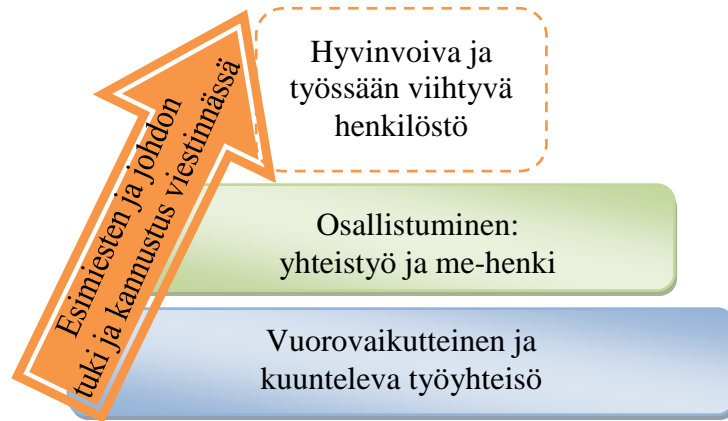 Hyvinvoiva ja
työssään viihtyvä
henkilöstö
Esimiesten ja johdon
tuki ja kannustus viestinnässä
Osallistuminen:
yhteistyö ja me-henki
Vuorovaikutteinen ja
kuunteleva työyhteisö